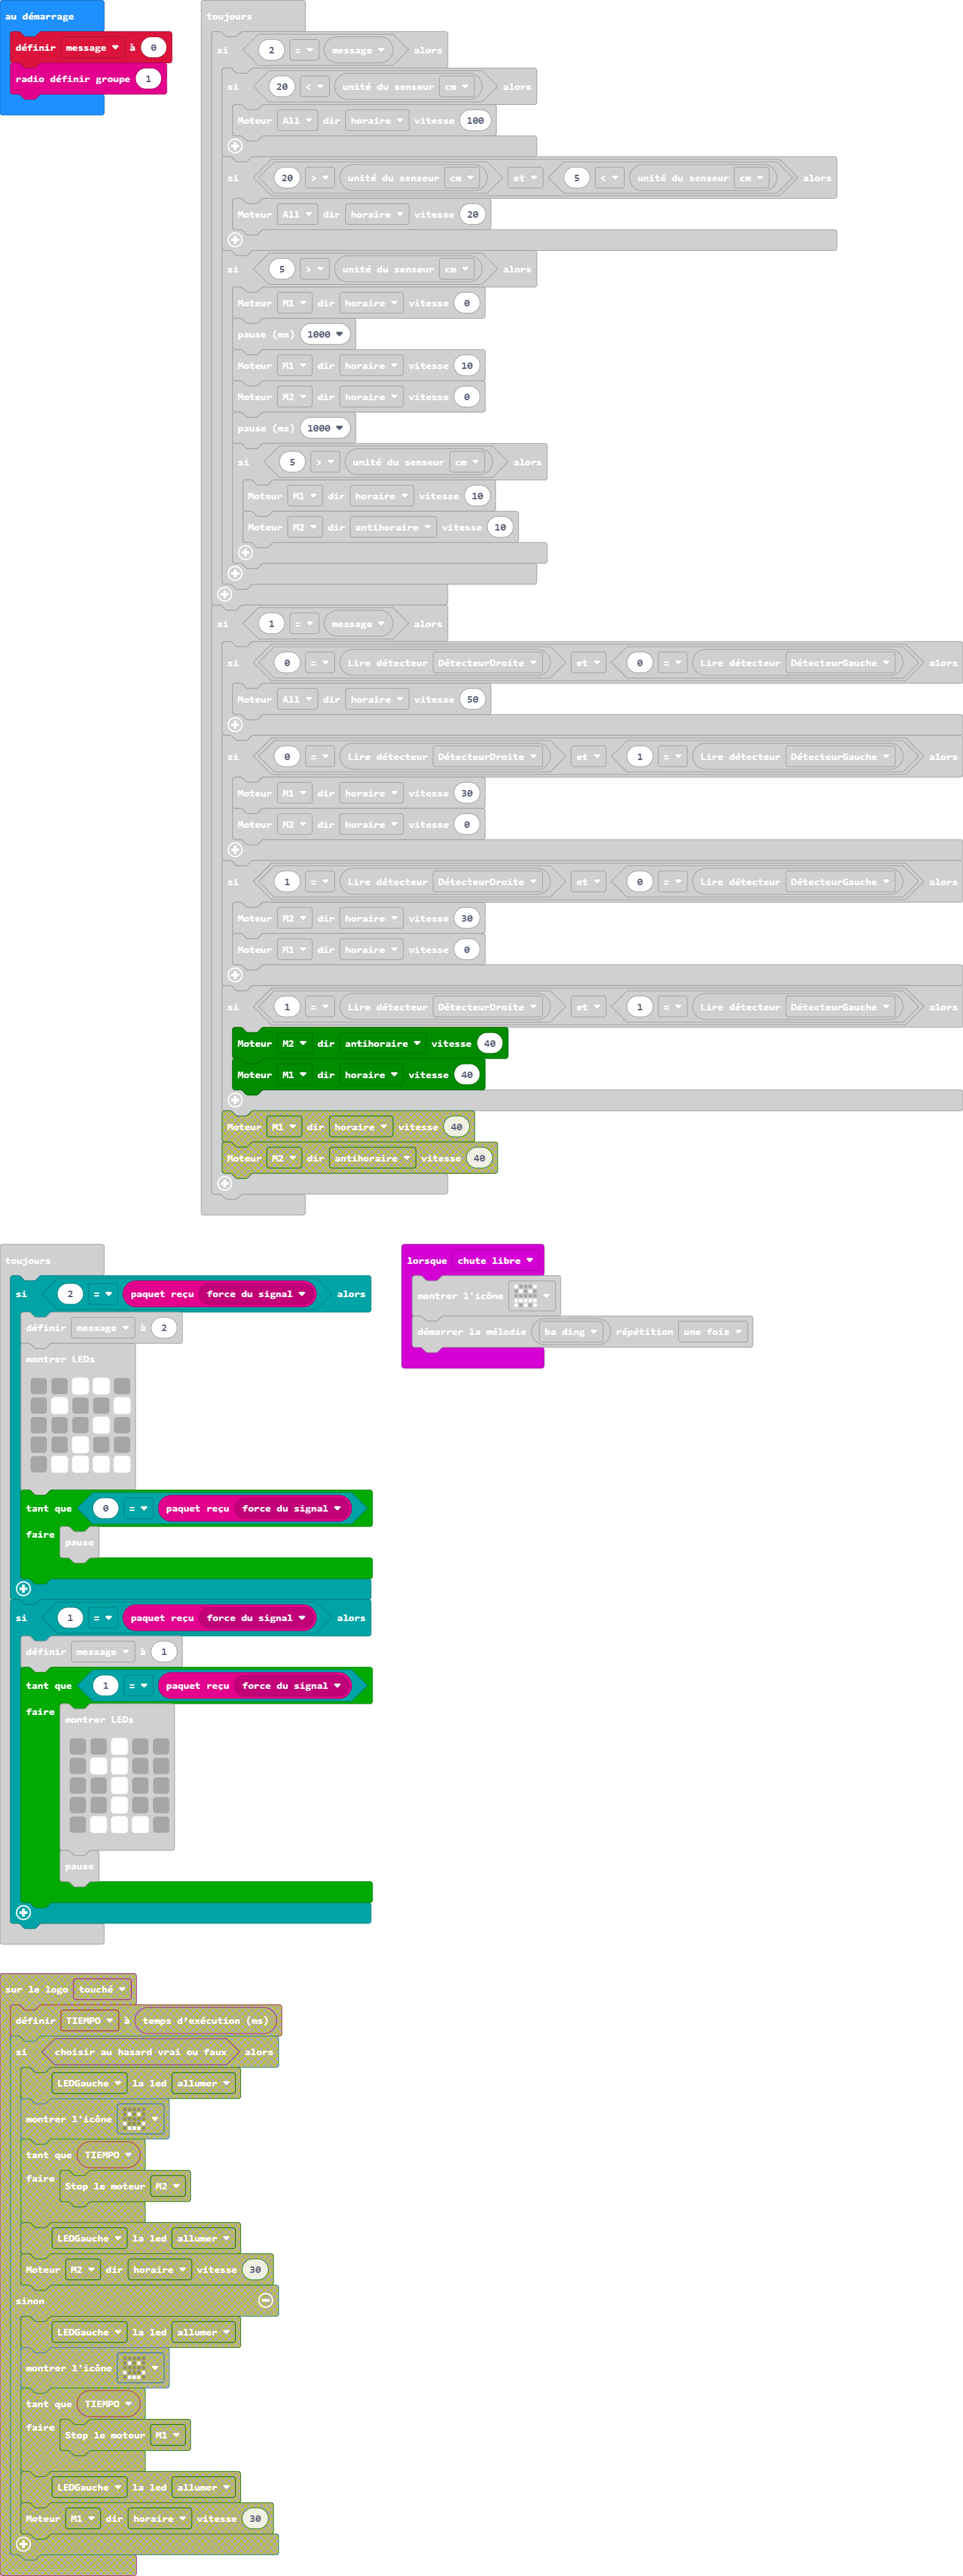 au démarrage
définir message à 0
radio définir groupe 1
toujours
si 2 = message alors
si 20 < unité du senseur cm alors
Moteur All dir horaire vitesse 100
si 20 > unité du senseur cm et 5 < unité du senseur cm alors
Moteur All dir horaire vitesse 20
si 5 > unité du senseur cm alors
Moteur M1 dir horaire vitesse 0
pause (ms) 1000
Moteur M1 dir horaire vitesse 10
Moteur M2 dir horaire vitesse 0
pause (ms) 1000
si 5 > unité du senseur cm alors
Moteur M1 dir horaire vitesse 10
Moteur M2 dir antihoraire vitesse 10
si 1 = message alors
si 0 = Lire détecteur DétecteurDroite et 0 = Lire détecteur DétecteurGauche alors
Moteur All dir horaire vitesse 50
si 0 = Lire détecteur DétecteurDroite et 1 = Lire détecteur DétecteurGauche alors
Moteur M1 dir horaire vitesse 30
Moteur M2 dir horaire vitesse 0
si 1 = Lire détecteur DétecteurDroite et 0 = Lire détecteur DétecteurGauche alors
Moteur M2 dir horaire vitesse 30
Moteur M1 dir horaire vitesse 0
si 1 = Lire détecteur DétecteurDroite et 1 = Lire détecteur DétecteurGauche alors
Moteur M2 dir antihoraire vitesse 40
Moteur M1 dir horaire vitesse 40
Moteur M1 dir horaire vitesse 40
Moteur M2 dir antihoraire vitesse 40
toujours
si 2 = paquet reçu force du signal alors
définir message à 2
montrer LEDs
tant que 0 = paquet reçu force du signal
faire pause
si 1 = paquet reçu force du signal alors
définir message à 1
tant que 1 = paquet reçu force du signal
faire montrer LEDs
pause
lorsque chute libre
montrer l'icône
démarrer la mélodie ba ding répétition une fois
sur le logo touché
définir TIEMPO à temps d’exécution (ms)
si choisir au hasard vrai ou faux alors
LEDGauche la led allumer
montrer l'icône
tant que TIEMPO
faire Stop le moteur M2
LEDGauche la led allumer
Moteur M2 dir horaire vitesse 30
sinon
LEDGauche la led allumer
montrer l'icône
tant que TIEMPO
faire Stop le moteur M1
LEDGauche la led allumer
Moteur M1 dir horaire vitesse 30